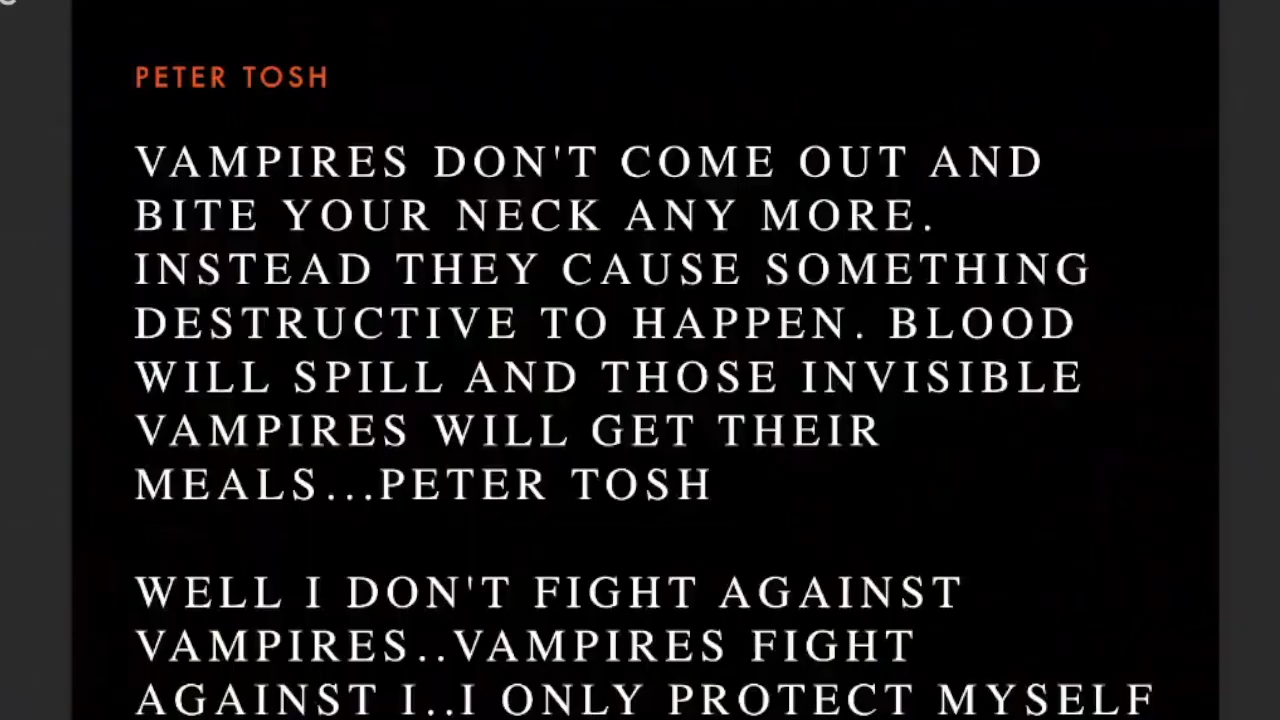 PETER TOSH
VAMPIRES DON'T COME OUT AND
BITE YOUR NECK ANY MORE.
INSTEAD THEY CAUSE SOMETHING
DESTRUCTIVE TO HAPPEN. BLOOD
WILL SPILL AND THOSE INVISIBLE
VAMPIRES WILL GET THEIR
MEALS...PETER TOSH
WELL I DON'T FIGHT AGAINST
VAMPIRES..VAMPIRES FIGHT
AGAINST I..I ONLY PROTECT MYSELF